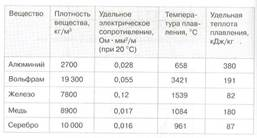 Вещество Плотность вещества, кг/м³ Удельное электрическое сопротивление, Ом · мм²/м (при 20 °С) Температура плавления, °С Удельная теплота плавления, кДж/кг
Алюминий 2700 0,028 658 380
Вольфрам 19 300 0,055 3421 191
Железо 7800 0,12 1539 82
Медь 8900 0,017 1084 180
Серебро 10 000 0,016 961 87